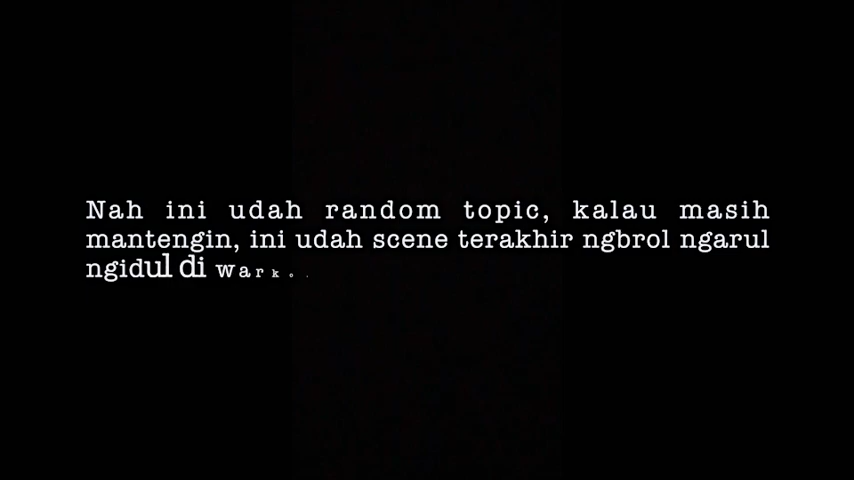 Nah ini udah random topic, kalau masih
mantengin, ini udah scene terakhir ngbrol ngarul
ngidul di wark